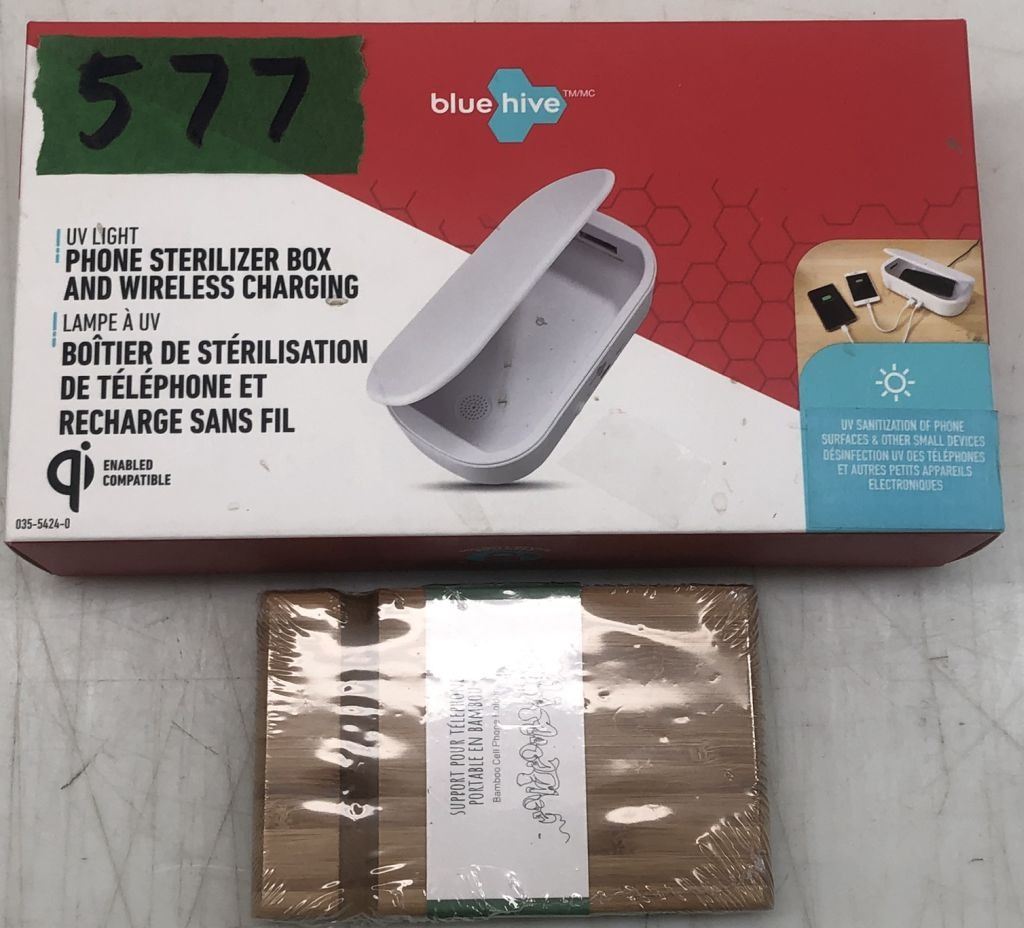 577
blue hive TM/MC
UV LIGHT
PHONE STERILIZER BOX
AND WIRELESS CHARGING
LAMPE À UV
BOÎTIER DE STÉRILISATION
DE TÉLÉPHONE ET
RECHARGE SANS FIL
qi ENABLED
COMPATIBLE
035-5424-0
UV SANITIZATION OF PHONE
SURFACES & OTHER SMALL DEVICES
DÉSINFECTION UV DES TÉLÉPHONES
ET AUTRES PETITS APPAREILS
ÉLECTRONIQUES
SUPPORT POUR TÉLÉPHONE
PORTABLE EN BAMBOU
Bamboo Cell Phone